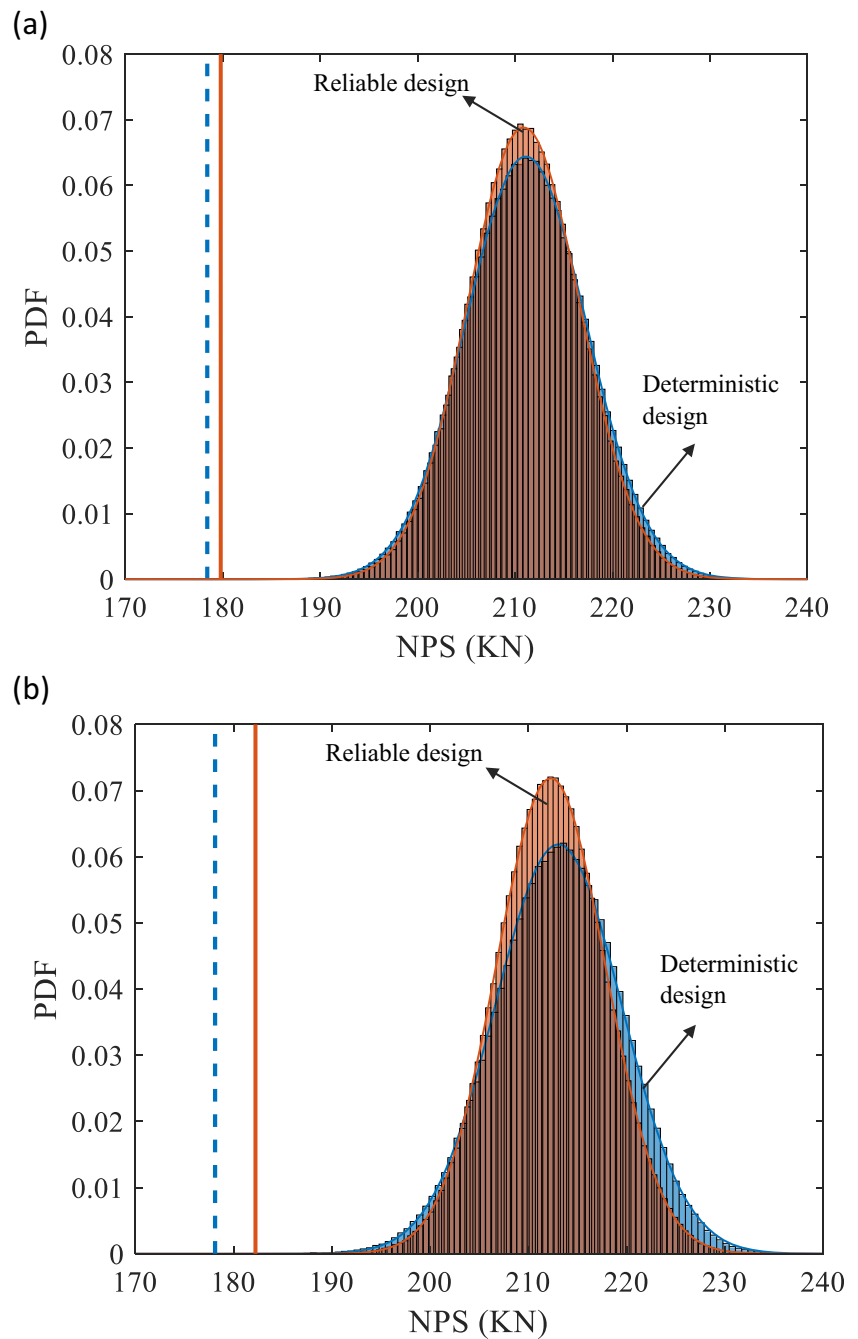 (a)
0.08
Reliable design
0.07
0.06
0.05
0.04
PDF
0.03
Deterministic
design
0.02
0.01
0
170 180 190 200 210 220 230 240
NPS (KN)
(b)
0.08
Reliable design
0.07
0.06
0.05
0.04
PDF
Deterministic
design
0.03
0.02
0.01
0
170 180 190 200 210 220 230 240
NPS (KN)